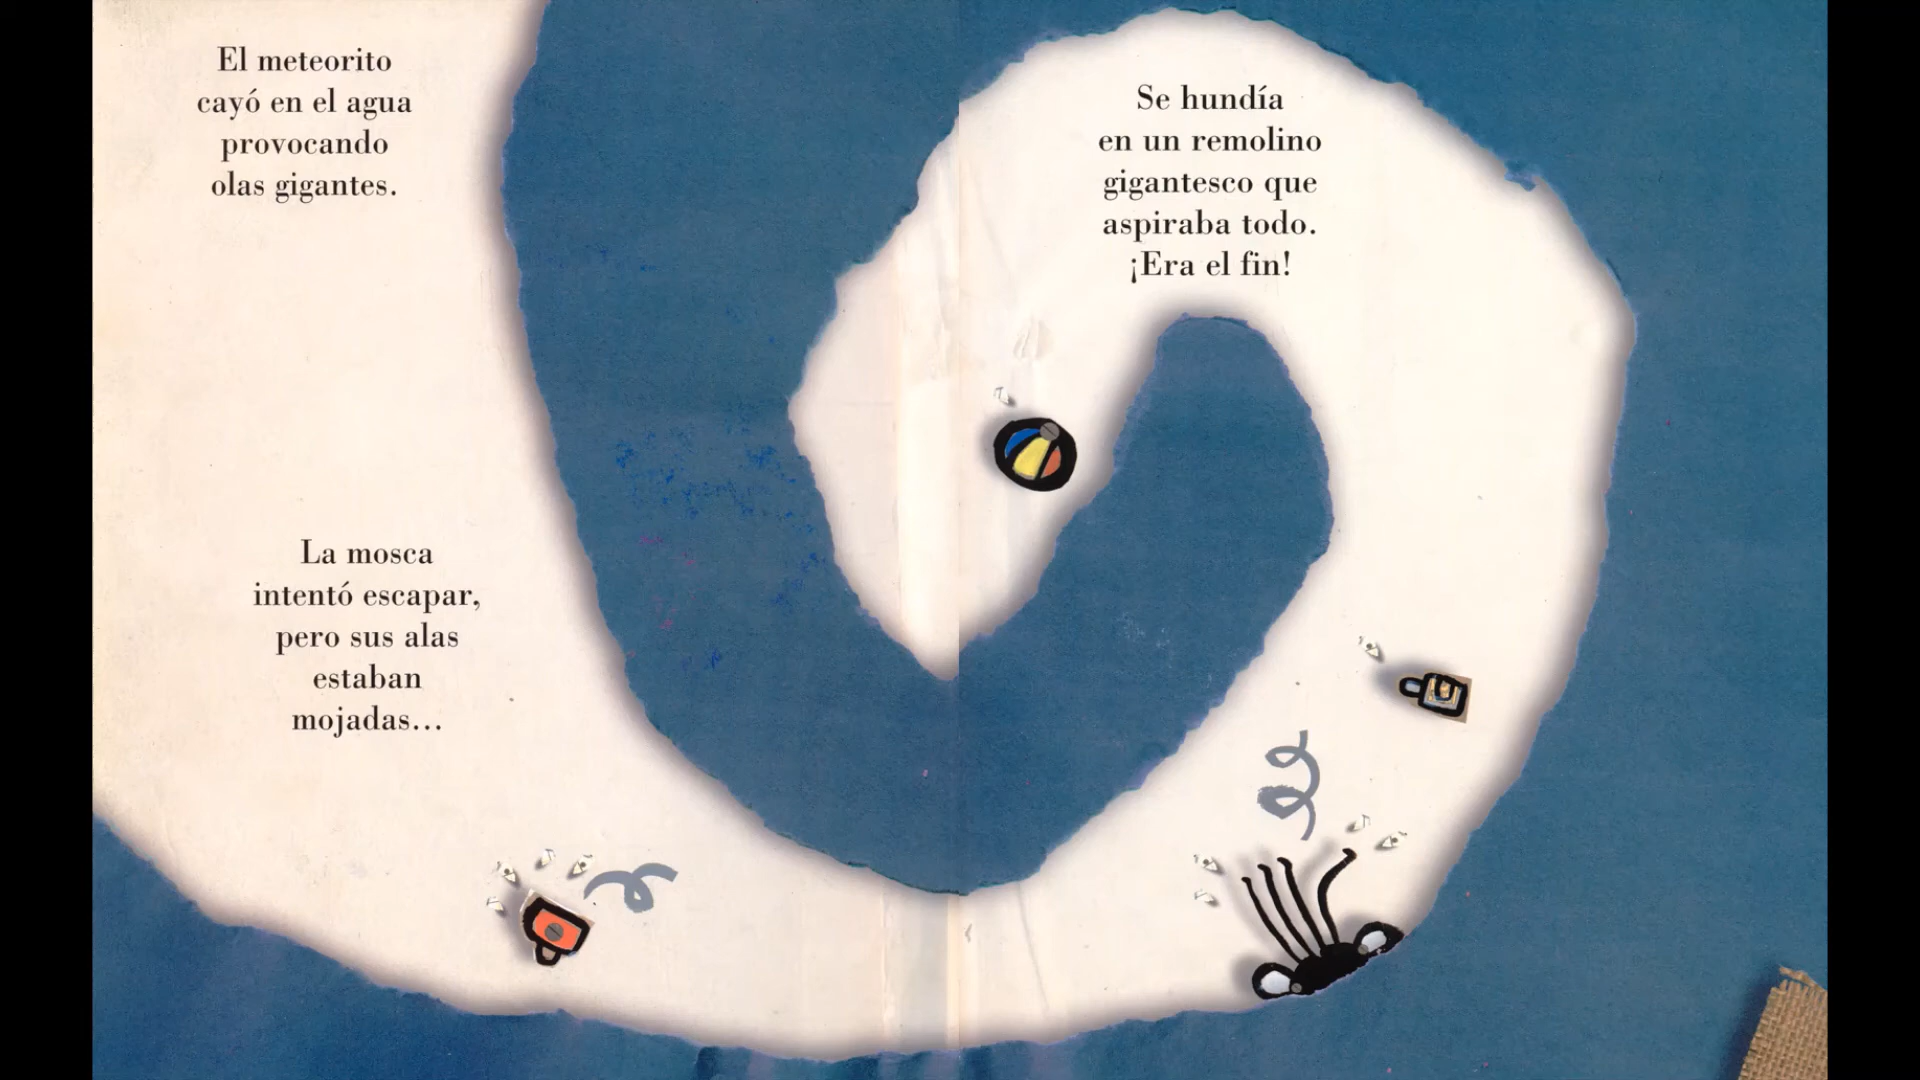 El meteorito
cayó en el agua
provocando
olas gigantes.
La mosca
intentó escapar,
pero sus alas
estaban
mojadas...
Se hundía
en un remolino
gigantesco que
aspiraba todo.
¡Era el fin!